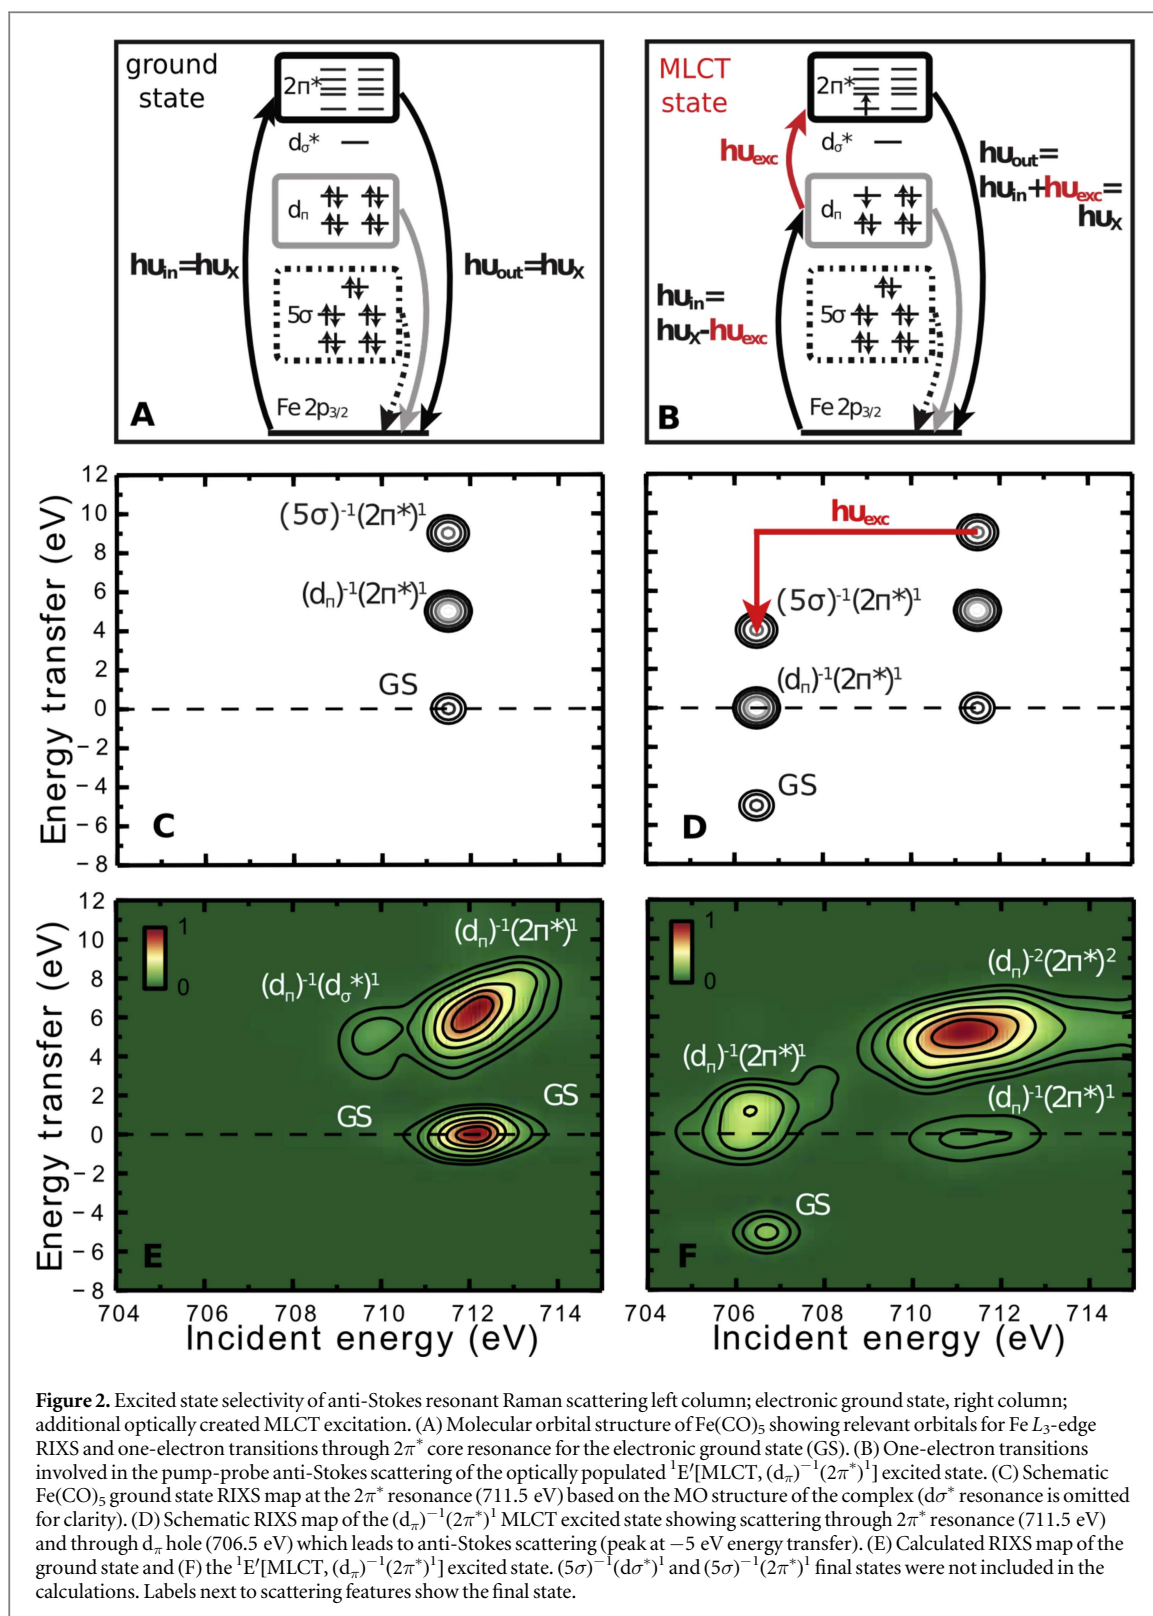 ground
state
2π*
dσ*
dπ
5σ
Fe 2p3/2
hυin=hυX
hυout=hυX
A
MLCT
state
2π*
dσ*
dπ
5σ
Fe 2p3/2
hυexc
hυin=
hυX-hυexc
hυout=
hυin+hυexc=
hυX
B
Energy transfer (eV)
12
10
8
6
4
2
0
−2
−4
−6
−8
(5σ)-1(2π*)1
(dπ)-1(2π*)1
GS
C
hυexc
(5σ)-1(2π*)1
(dπ)-1(2π*)1
GS
D
Energy transfer (eV)
12
10
8
6
4
2
0
−2
−4
−6
−8
1
0
(dπ)-1(2π*)1
(dπ)-1(dσ*)1
GS
GS
E
704 706 708 710 712 714
Incident energy (eV)
1
0
(dπ)-2(2π*)2
(dπ)-1(2π*)1
(dπ)-1(2π*)1
GS
F
704 706 708 710 712 714
Incident energy (eV)
Figure 2. Excited state selectivity of anti-Stokes resonant Raman scattering left column; electronic ground state, right column;
additional optically created MLCT excitation. (A) Molecular orbital structure of Fe(CO)5 showing relevant orbitals for Fe L3-edge
RIXS and one-electron transitions through 2π* core resonance for the electronic ground state (GS). (B) One-electron transitions
involved in the pump-probe anti-Stokes scattering of the optically populated 1E′[MLCT, (dπ)−1(2π*)1] excited state. (C) Schematic
Fe(CO)5 ground state RIXS map at the 2π* resonance (711.5 eV) based on the MO structure of the complex (dσ* resonance is omitted
for clarity). (D) Schematic RIXS map of the (dπ)−1(2π*)1 MLCT excited state showing scattering through 2π* resonance (711.5 eV)
and through dπ hole (706.5 eV) which leads to anti-Stokes scattering (peak at −5 eV energy transfer). (E) Calculated RIXS map of the
ground state and (F) the 1E′[MLCT, (dπ)−1(2π*)1] excited state. (5σ)−1(dσ*)1 and (5σ)−1(2π*)1 final states were not included in the
calculations. Labels next to scattering features show the final state.